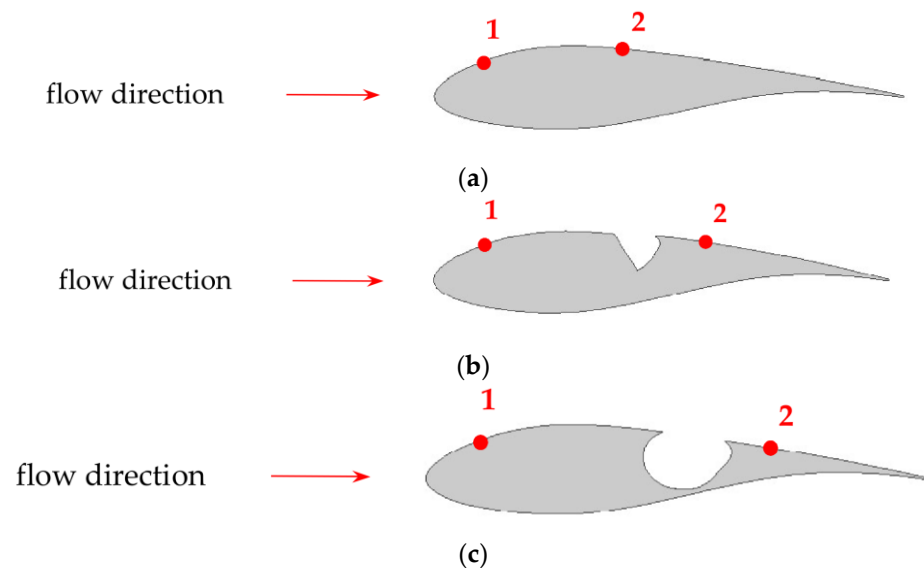 1
2
flow direction
(a)
1
2
flow direction
(b)
1
2
flow direction
(c)